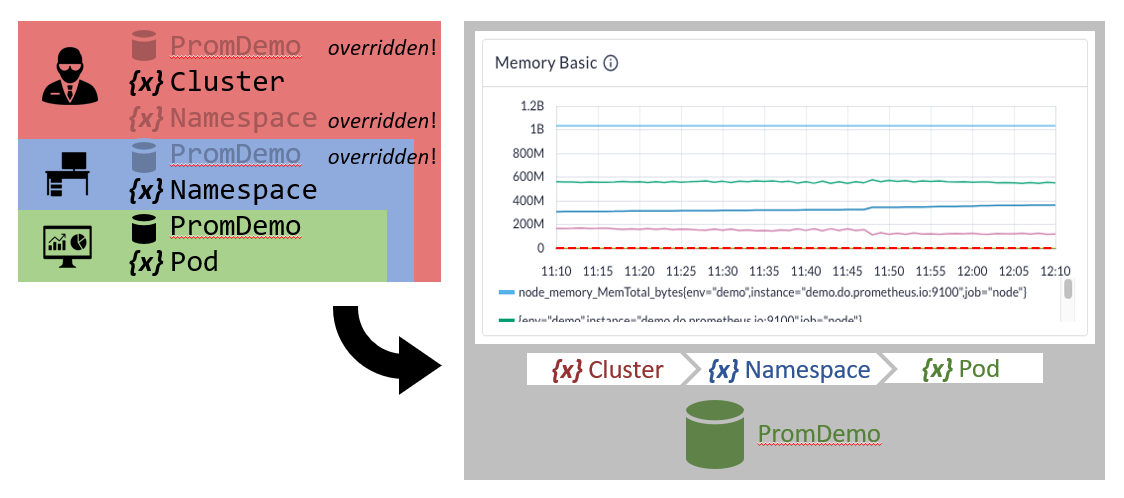 PromDemo overridden!
{x} Cluster
{x} Namespace overridden!
PromDemo overridden!
{x} Namespace
PromDemo
{x} Pod
Memory Basic
1.2B
1B
800M
600M
400M
200M
0
11:10 11:15 11:20 11:25 11:30 11:35 11:40 11:45 11:50 11:55 12:00 12:05 12:10
node_memory_MemTotal_bytes{env="demo",instance="demo.do.prometheus.io:9100",job="node"}
{env="demo",instance="demo.do.prometheus.io:9100",job="node"}
{x} Cluster {x} Namespace {x} Pod
PromDemo